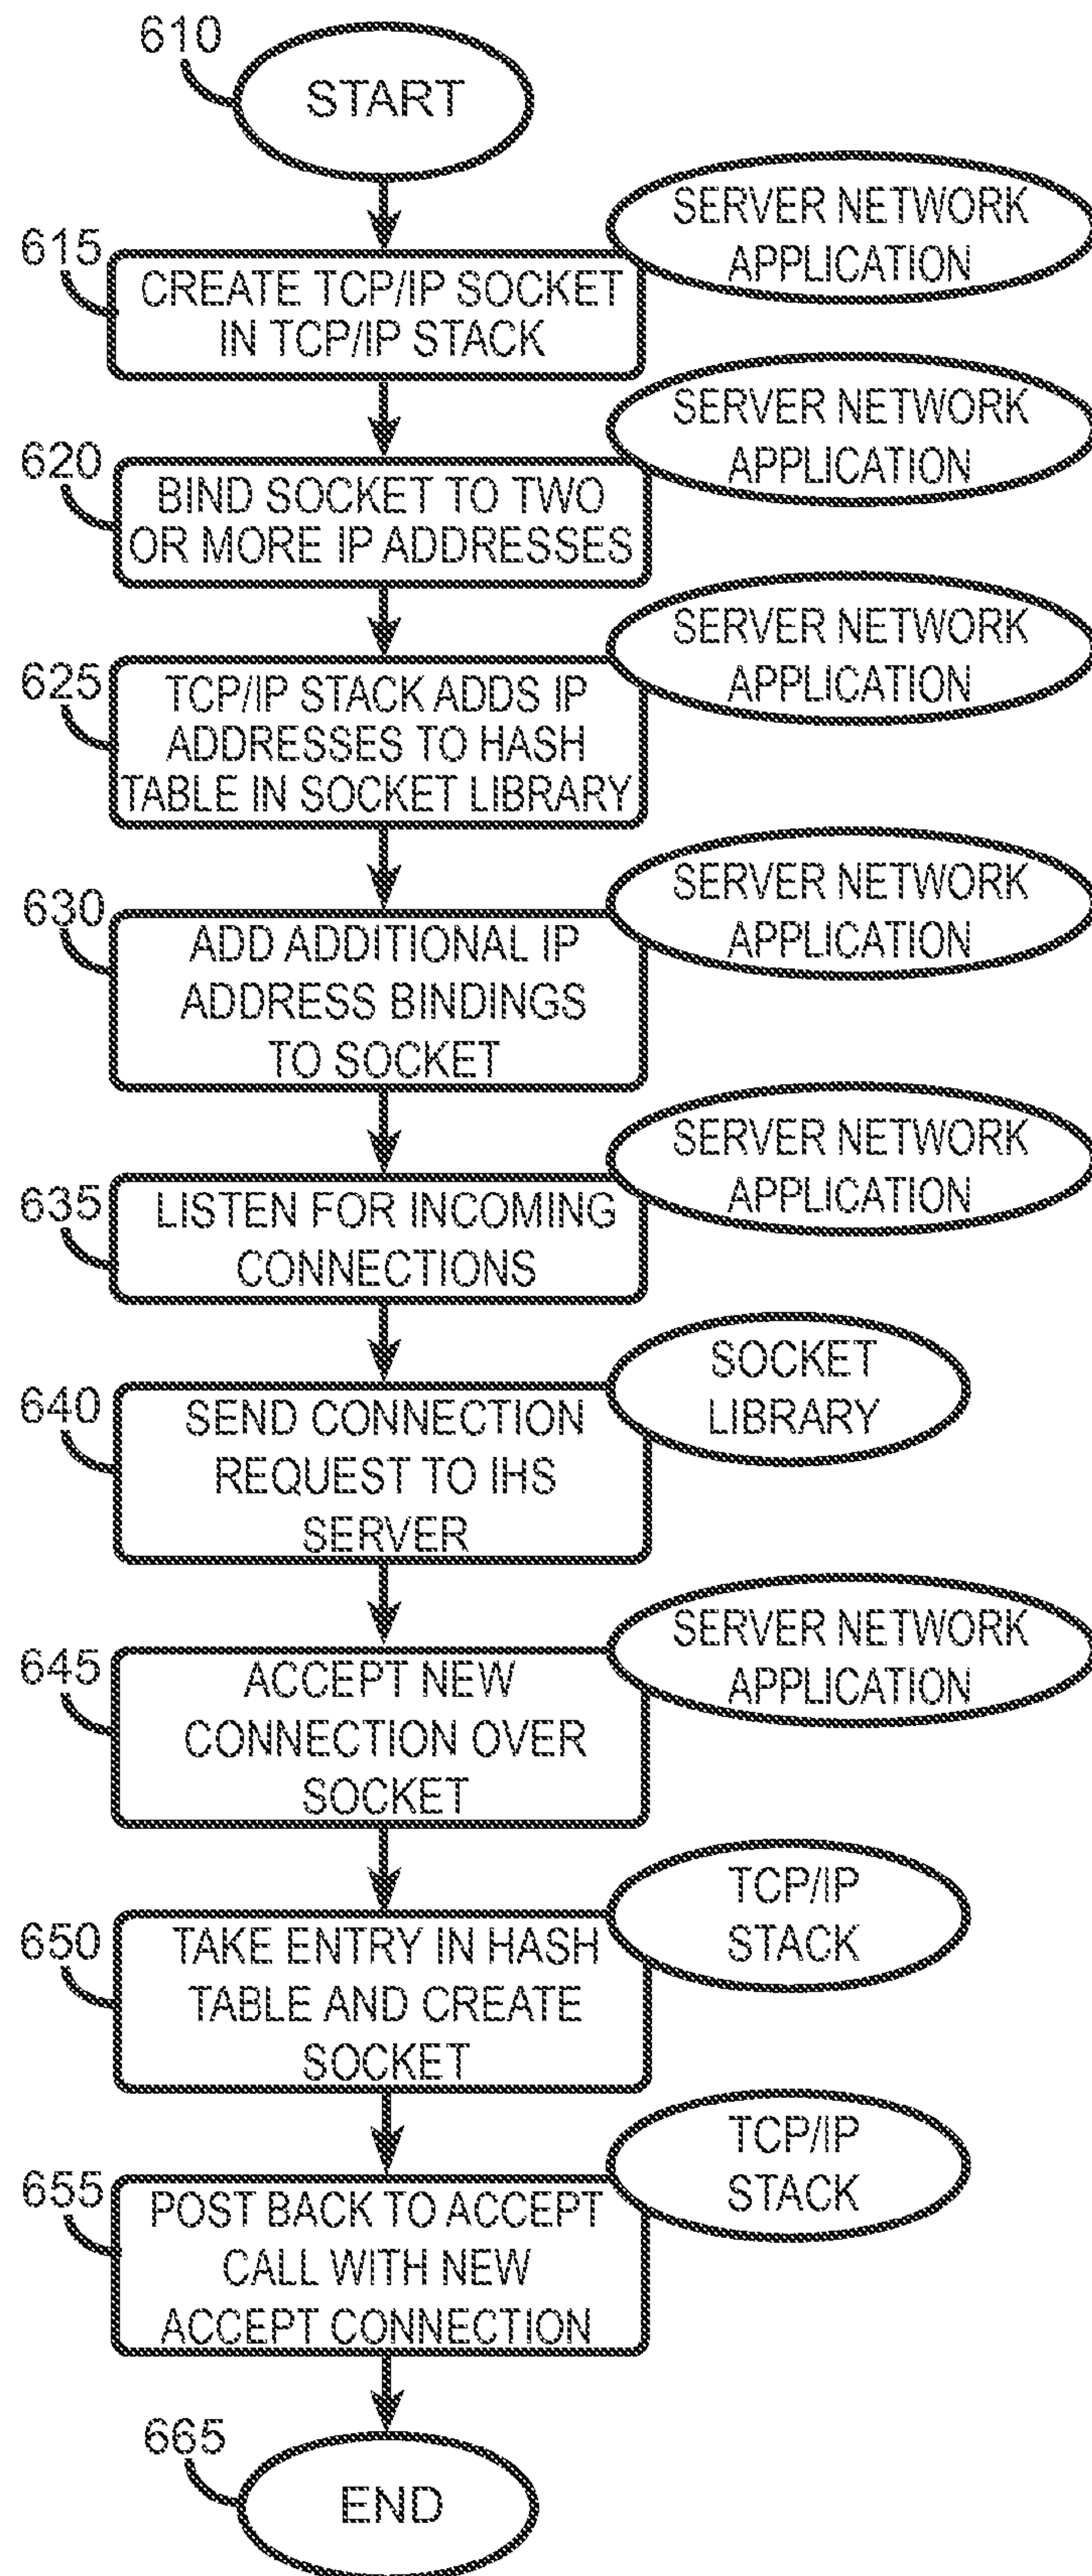 610
START
SERVER NETWORK
APPLICATION
615
CREATE TCP/IP SOCKET
IN TCP/IP STACK
SERVER NETWORK
APPLICATION
620
BIND SOCKET TO TWO
OR MORE IP ADDRESSES
SERVER NETWORK
APPLICATION
625
TCP/IP STACK ADDS IP
ADDRESSES TO HASH
TABLE IN SOCKET LIBRARY
SERVER NETWORK
APPLICATION
630
ADD ADDITIONAL IP
ADDRESS BINDINGS
TO SOCKET
SERVER NETWORK
APPLICATION
635
LISTEN FOR INCOMING
CONNECTIONS
SOCKET
LIBRARY
640
SEND CONNECTION
REQUEST TO IHS
SERVER
SERVER NETWORK
APPLICATION
645
ACCEPT NEW
CONNECTION OVER
SOCKET
TCP/IP
STACK
650
TAKE ENTRY IN HASH
TABLE AND CREATE
SOCKET
TCP/IP
STACK
655
POST BACK TO ACCEPT
CALL WITH NEW
ACCEPT CONNECTION
665
END